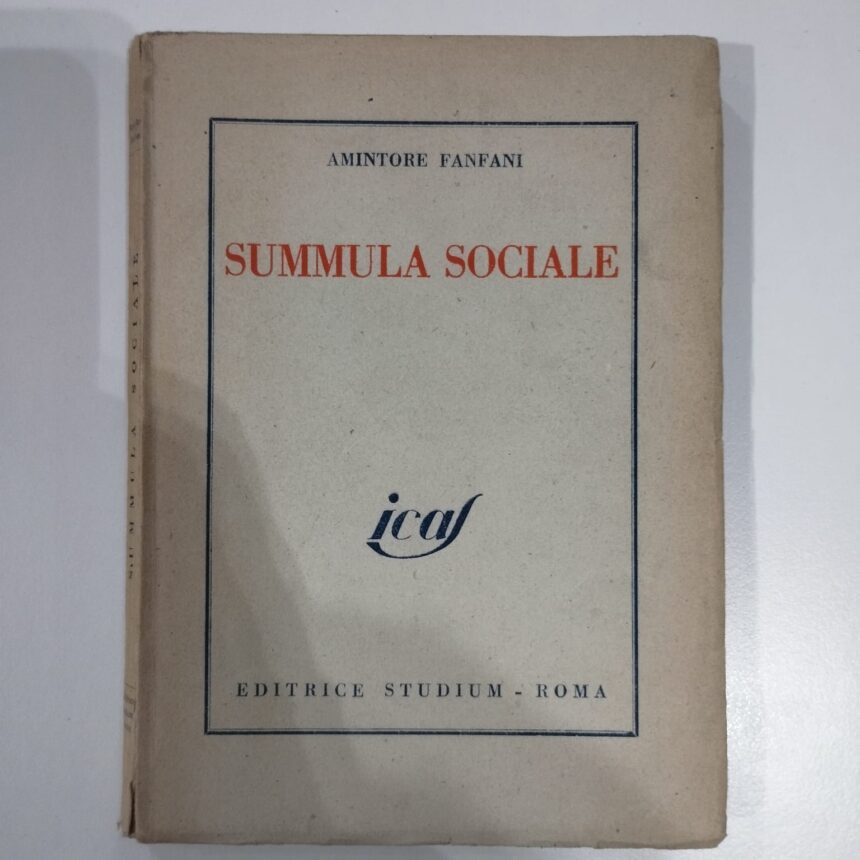 AMINTORE FANFANI
SUMMULA SOCIALE
icas
EDITRICE STUDIUM - ROMA
SUMMULA SOCIALE